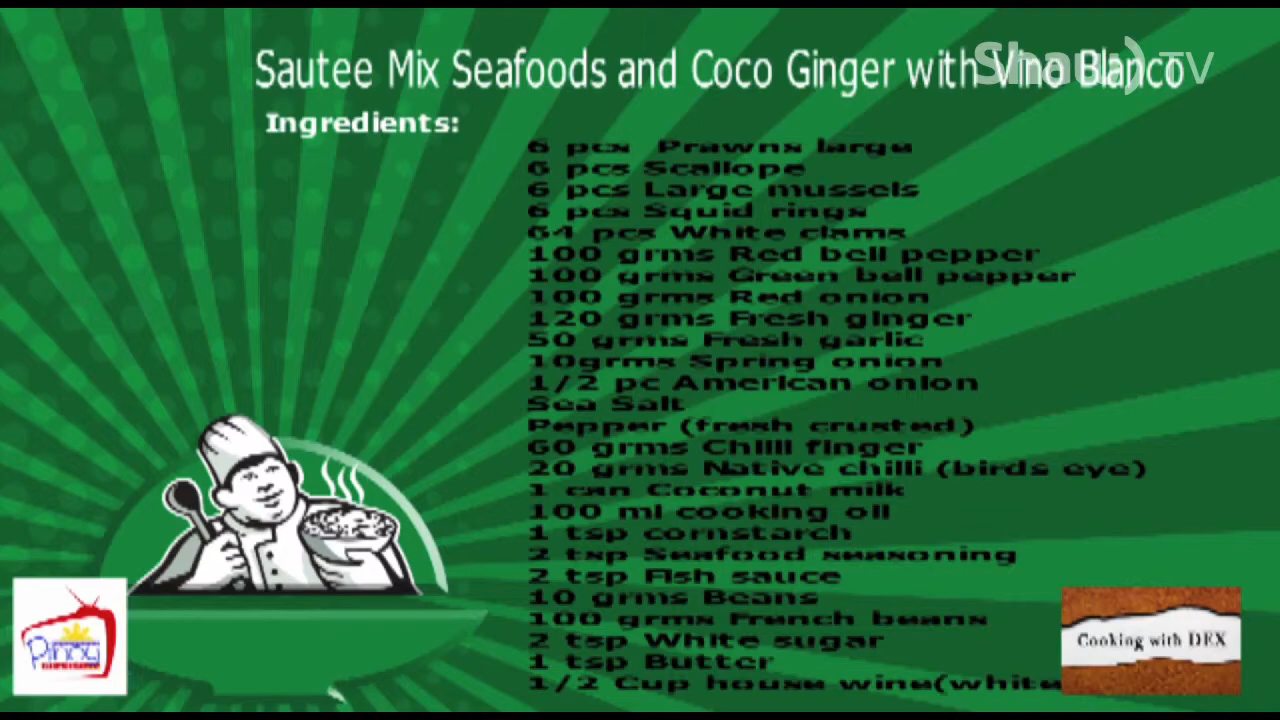 Sautee Mix Seafoods and Coco Ginger with Vino Blanco
TV
Ingredients:
6 pcs Prawns large
6 pcs Scallope
6 pcs Large mussels
6 pcs Squid rings
64 pcs White clams
100 grms Red bell pepper
100 grms Green bell pepper
100 grms Red onion
120 grms Fresh ginger
50 grms Fresh garlic
10grms Spring onion
1/2 pc American onion
Sea Salt
Pepper (fresh crusted)
60 grms Chilli finger
20 grms Native chilli (birds eye)
1 can Coconut milk
100 ml cooking oil
1 tsp cornstarch
2 tsp Seafood seasoning
2 tsp Fish sauce
10 grms Beans
100 grms French beans
2 tsp White sugar
1 tsp Butter
1/2 Cup house wine(white
Pinoy
Cooking with DEX